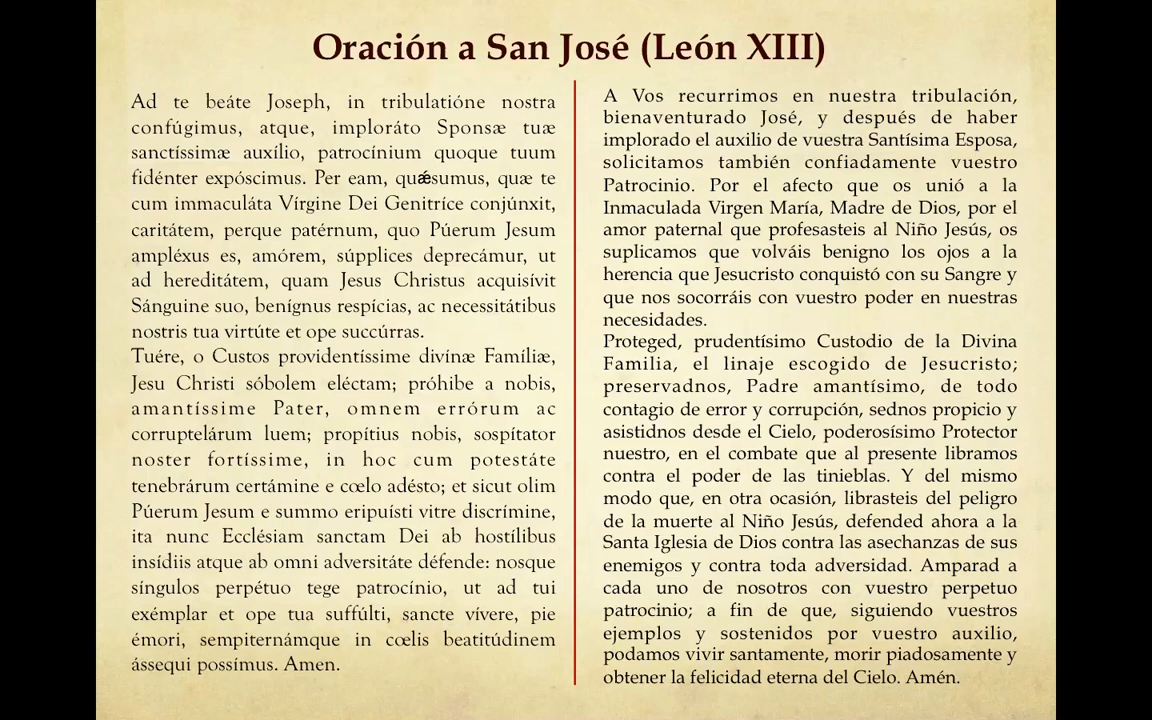 Oración a San José (León XIII)
Ad te beáte Joseph, in tribulatióne nostra
confúgimus, atque, imploráto Sponsæ tuæ
sanctíssimæ auxílio, patrocínium quoque tuum
fidénter expóscimus. Per eam, quǽsumus, quæ te
cum immaculáta Vírgine Dei Genitríce conjúnxit,
caritátem, perque patérnum, quo Púerum Jesum
ampléxus es, amórem, súpplices deprecámur, ut
ad hereditátem, quam Jesus Christus acquisívit
Sánguine suo, benígnus respícias, ac necessitátibus
nostris tua virtúte et ope succúrras.
Tuére, o Custos providentíssime divínæ Famíliæ,
Jesu Christi sóbolem eléctam; próhibe a nobis,
amantíssime Pater, omnem errórum ac
corruptelárum luem; propítius nobis, sospítator
noster fortíssime, in hoc cum potestáte
tenebrárum certámine e cœlo adésto; et sicut olim
Púerum Jesum e summo eripuísti vitre discrímine,
ita nunc Ecclésiam sanctam Dei ab hostílibus
insídiis atque ab omni adversitáte défende: nosque
síngulos perpétuo tege patrocínio, ut ad tui
exémplar et ope tua suffúlti, sancte vívere, pie
émori, sempiternámque in cœlis beatitúdinem
ássequi possímus. Amen.
A Vos recurrimos en nuestra tribulación,
bienaventurado José, y después de haber
implorado el auxilio de vuestra Santísima Esposa,
solicitamos también confiadamente vuestro
Patrocinio. Por el afecto que os unió a la
Inmaculada Virgen María, Madre de Dios, por el
amor paternal que profesasteis al Niño Jesús, os
suplicamos que volváis benigno los ojos a la
herencia que Jesucristo conquistó con su Sangre y
que nos socorráis con vuestro poder en nuestras
necesidades.
Proteged, prudentísimo Custodio de la Divina
Familia, el linaje escogido de Jesucristo;
preservadnos, Padre amantísimo, de todo
contagio de error y corrupción, sednos propicio y
asistidnos desde el Cielo, poderosísimo Protector
nuestro, en el combate que al presente libramos
contra el poder de las tinieblas. Y del mismo
modo que, en otra ocasión, librasteis del peligro
de la muerte al Niño Jesús, defended ahora a la
Santa Iglesia de Dios contra las asechanzas de sus
enemigos y contra toda adversidad. Amparad a
cada uno de nosotros con vuestro perpetuo
patrocinio; a fin de que, siguiendo vuestros
ejemplos y sostenidos por vuestro auxilio,
podamos vivir santamente, morir piadosamente y
obtener la felicidad eterna del Cielo. Amén.